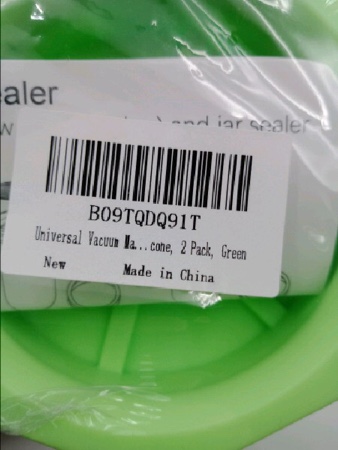 ealer
and jar sealer
B09TQDQ91T
Universal Vacuum Ma...cone, 2 Pack, Green
New Made in China